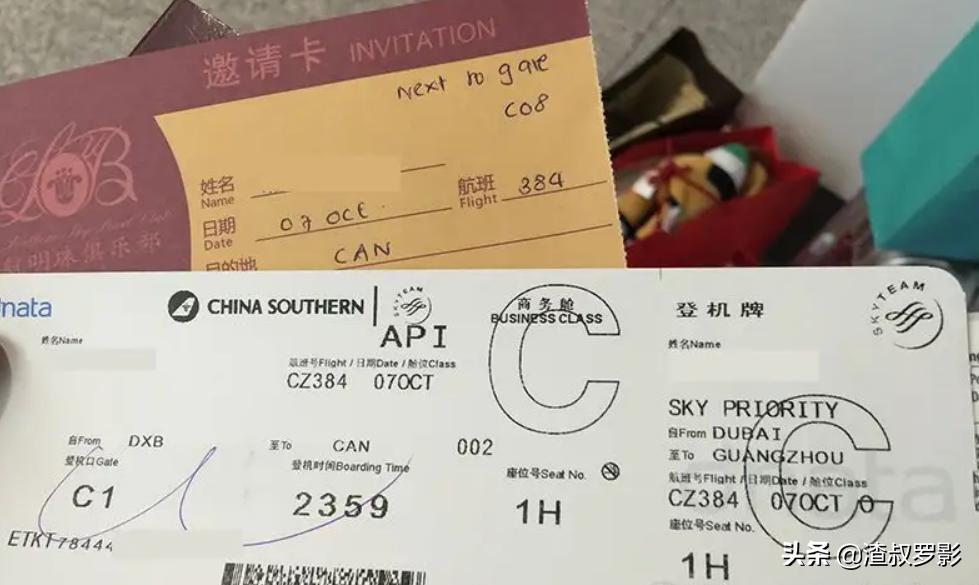 邀请卡 INVITATION
Next to gate
C08
姓名
Name
航班 384
Flight
日期 07 OCT.
Date
目的地 CAN
明珠俱乐部
dnata
CHINA SOUTHERN
SKYTEAM
API
商务舱
BUSINESS CLASS
C
姓名Name
航班号Flight / 日期Date / 舱位Class
CZ384 07OCT
自From DXB
至To CAN
002
登机口Gate
登机时间Boarding Time
座位号Seat No.
C1
2359
1H
ETKT78444
登机牌
SKYTEAM
姓名Name
SKY PRIORITY
自From DUBAI
至To GUANGZHOU
航班号Flight / 日期Date / 舱位Class
CZ384 07OCT O
C
座位号Seat No.
1H
头条 @渣叔罗影